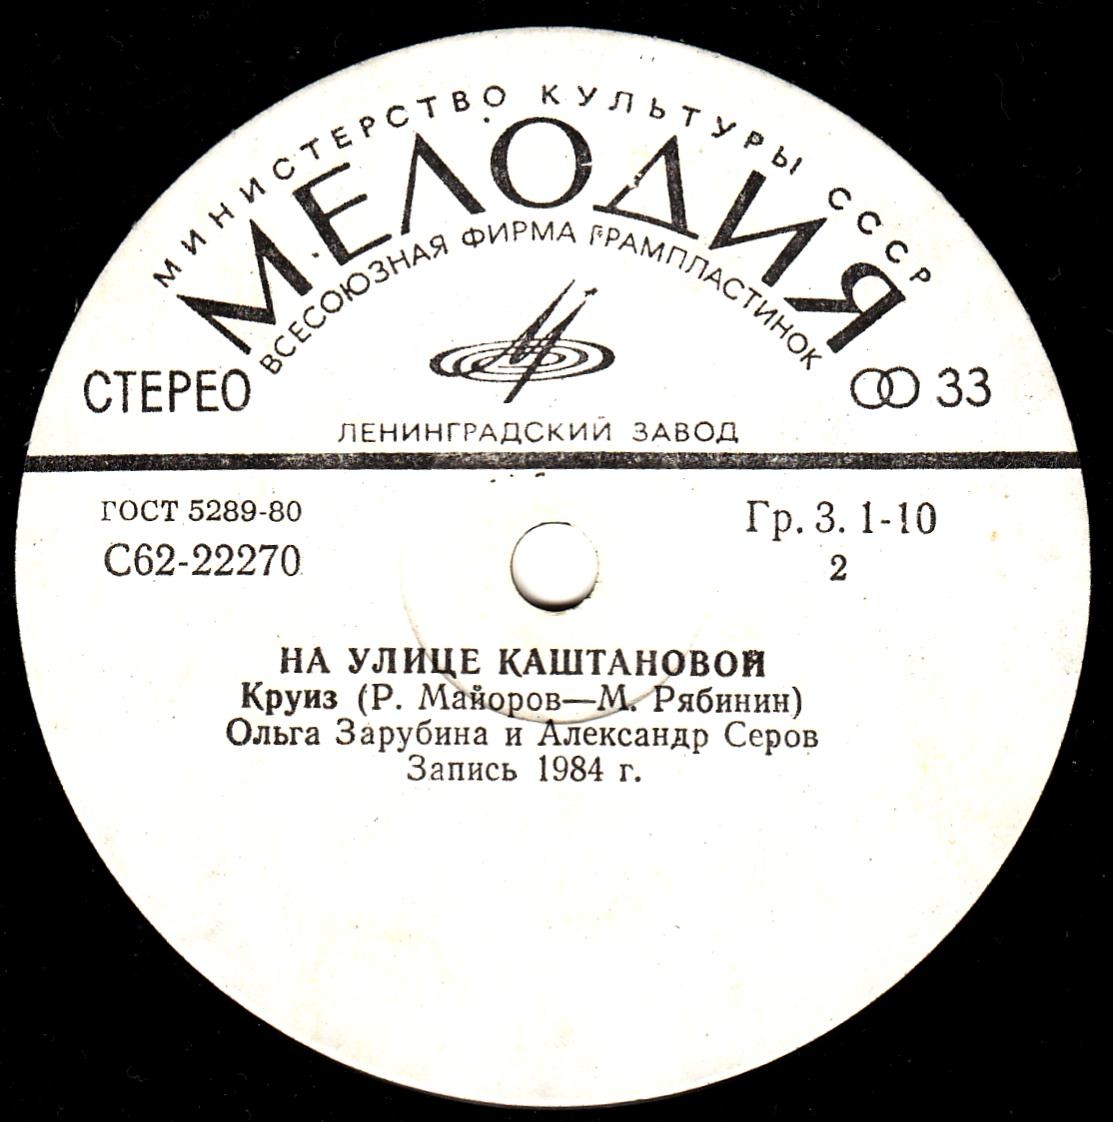 МИНИСТЕРСТВО КУЛЬТУРЫ СССР
МЕЛОДИЯ
ВСЕСОЮЗНАЯ ФИРМА ГРАМПЛАСТИНОК
СТЕРЕО
33
ЛЕНИНГРАДСКИЙ ЗАВОД
ГОСТ 5289-80
С62-22270
Гр. 3. 1-10
2
НА УЛИЦЕ КАШТАНОВОЙ
Круиз (Р. Майоров—М. Рябинин)
Ольга Зарубина и Александр Серов
Запись 1984 г.